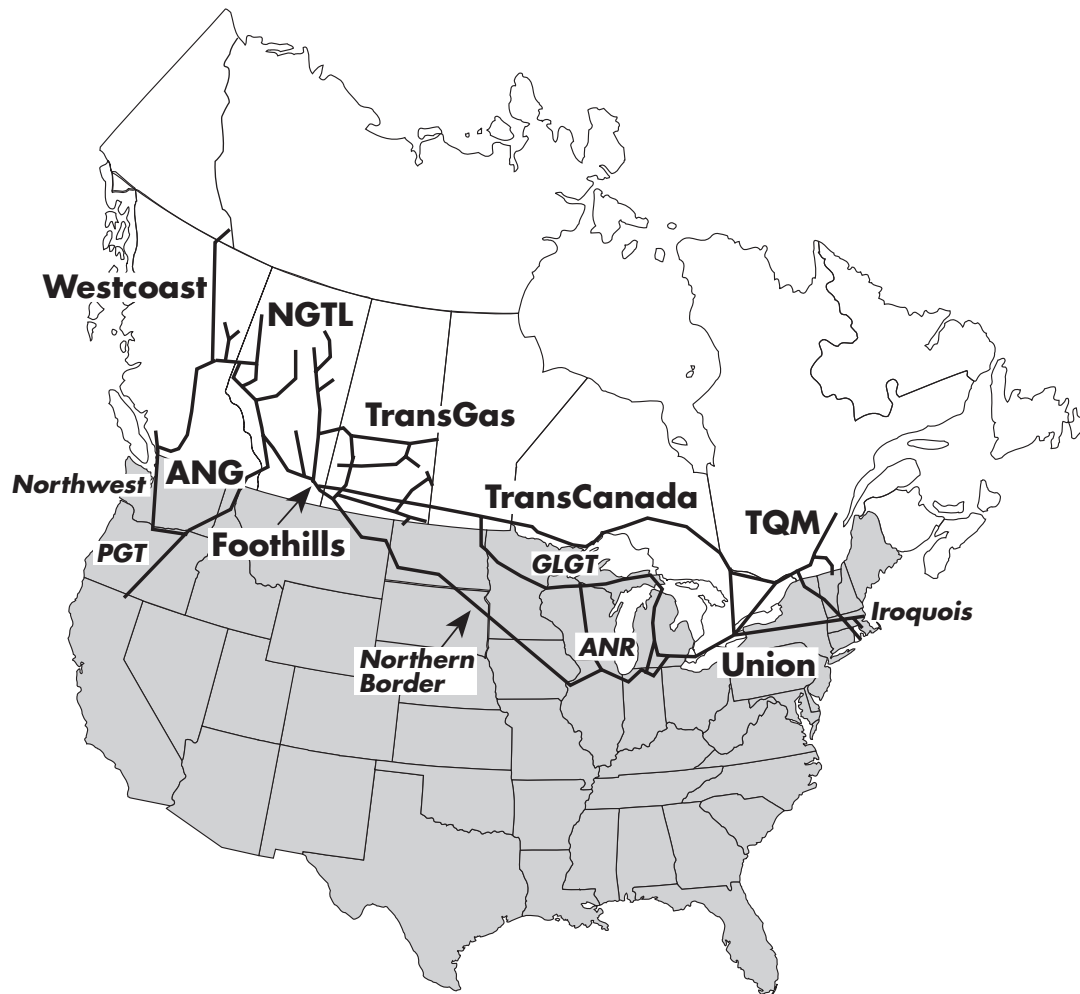 Westcoast
NGTL
TransGas
Northwest
ANG
TransCanada
TQM
PGT
Foothills
GLGT
Iroquois
ANR
Northern
Border
Union